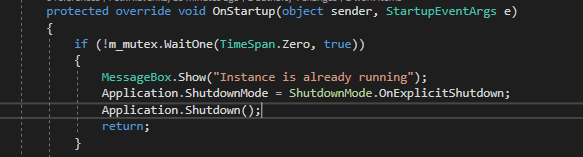 protected override void OnStartup(object sender, StartupEventArgs e)
{
if (!m_mutex.WaitOne(TimeSpan.Zero, true))
{
MessageBox.Show("Instance is already running");
Application.ShutdownMode = ShutdownMode.OnExplicitShutdown;
Application.Shutdown();
return;
}